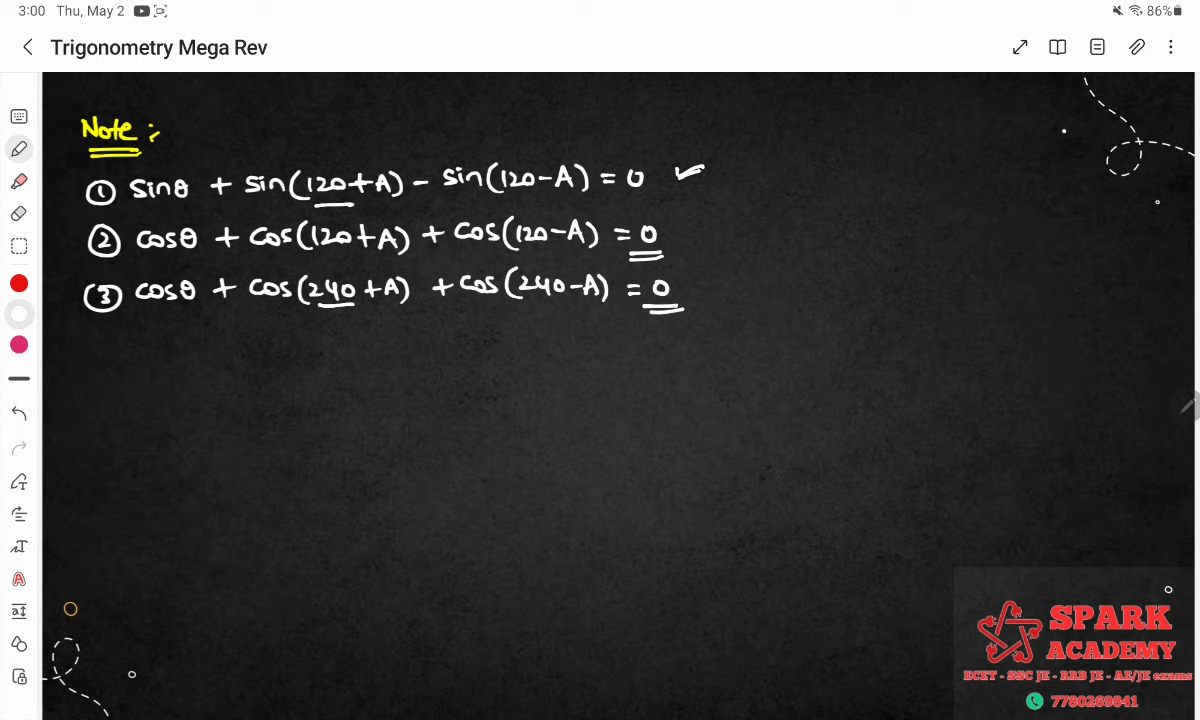 3:00 Thu, May 2 86%
Trigonometry Mega Rev
Note :
① sinθ + sin(120+A) - sin(120-A) = 0 ✓
② cosθ + cos(120+A) + cos(120-A) = 0
③ cosθ + cos(240+A) + cos(240-A) = 0
SPARK
ACADEMY
ECET - SSC JE - RRB JE - AE/JE exams
7780269841